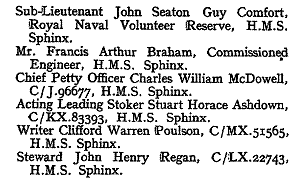 Sub-Lieutenant John Seaton Guy Comfort,
Royal Naval Volunteer Reserve, H.M.S.
Sphinx.
Mr. Francis Arthur Braham, Commissioned
Engineer, H.M.S. Sphinx.
Chief Petty Officer Charles William McDowell,
C/J.96677, H.M.S. Sphinx.
Acting Leading Stoker Stuart Horace Ashdown,
C/KX.83393, H.M.S. Sphinx.
Writer Clifford Warren Poulson, C/MX.51565,
H.M.S. Sphinx.
Steward John Henry Regan, C/LX.22743,
H.M.S. Sphinx.